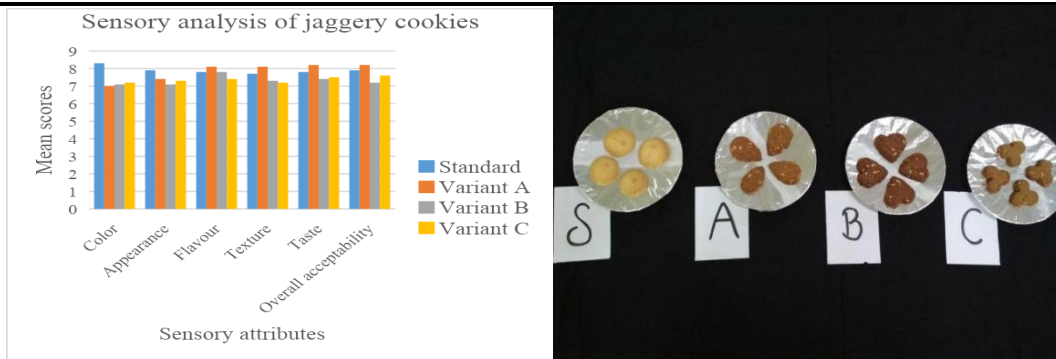 Sensory analysis of jaggery cookies
Mean scores
9
8
7
6
5
4
3
2
1
0
Color
Appearance
Flavour
Texture
Taste
Overall acceptability
Sensory attributes
Standard
Variant A
Variant B
Variant C
S
A
B
C